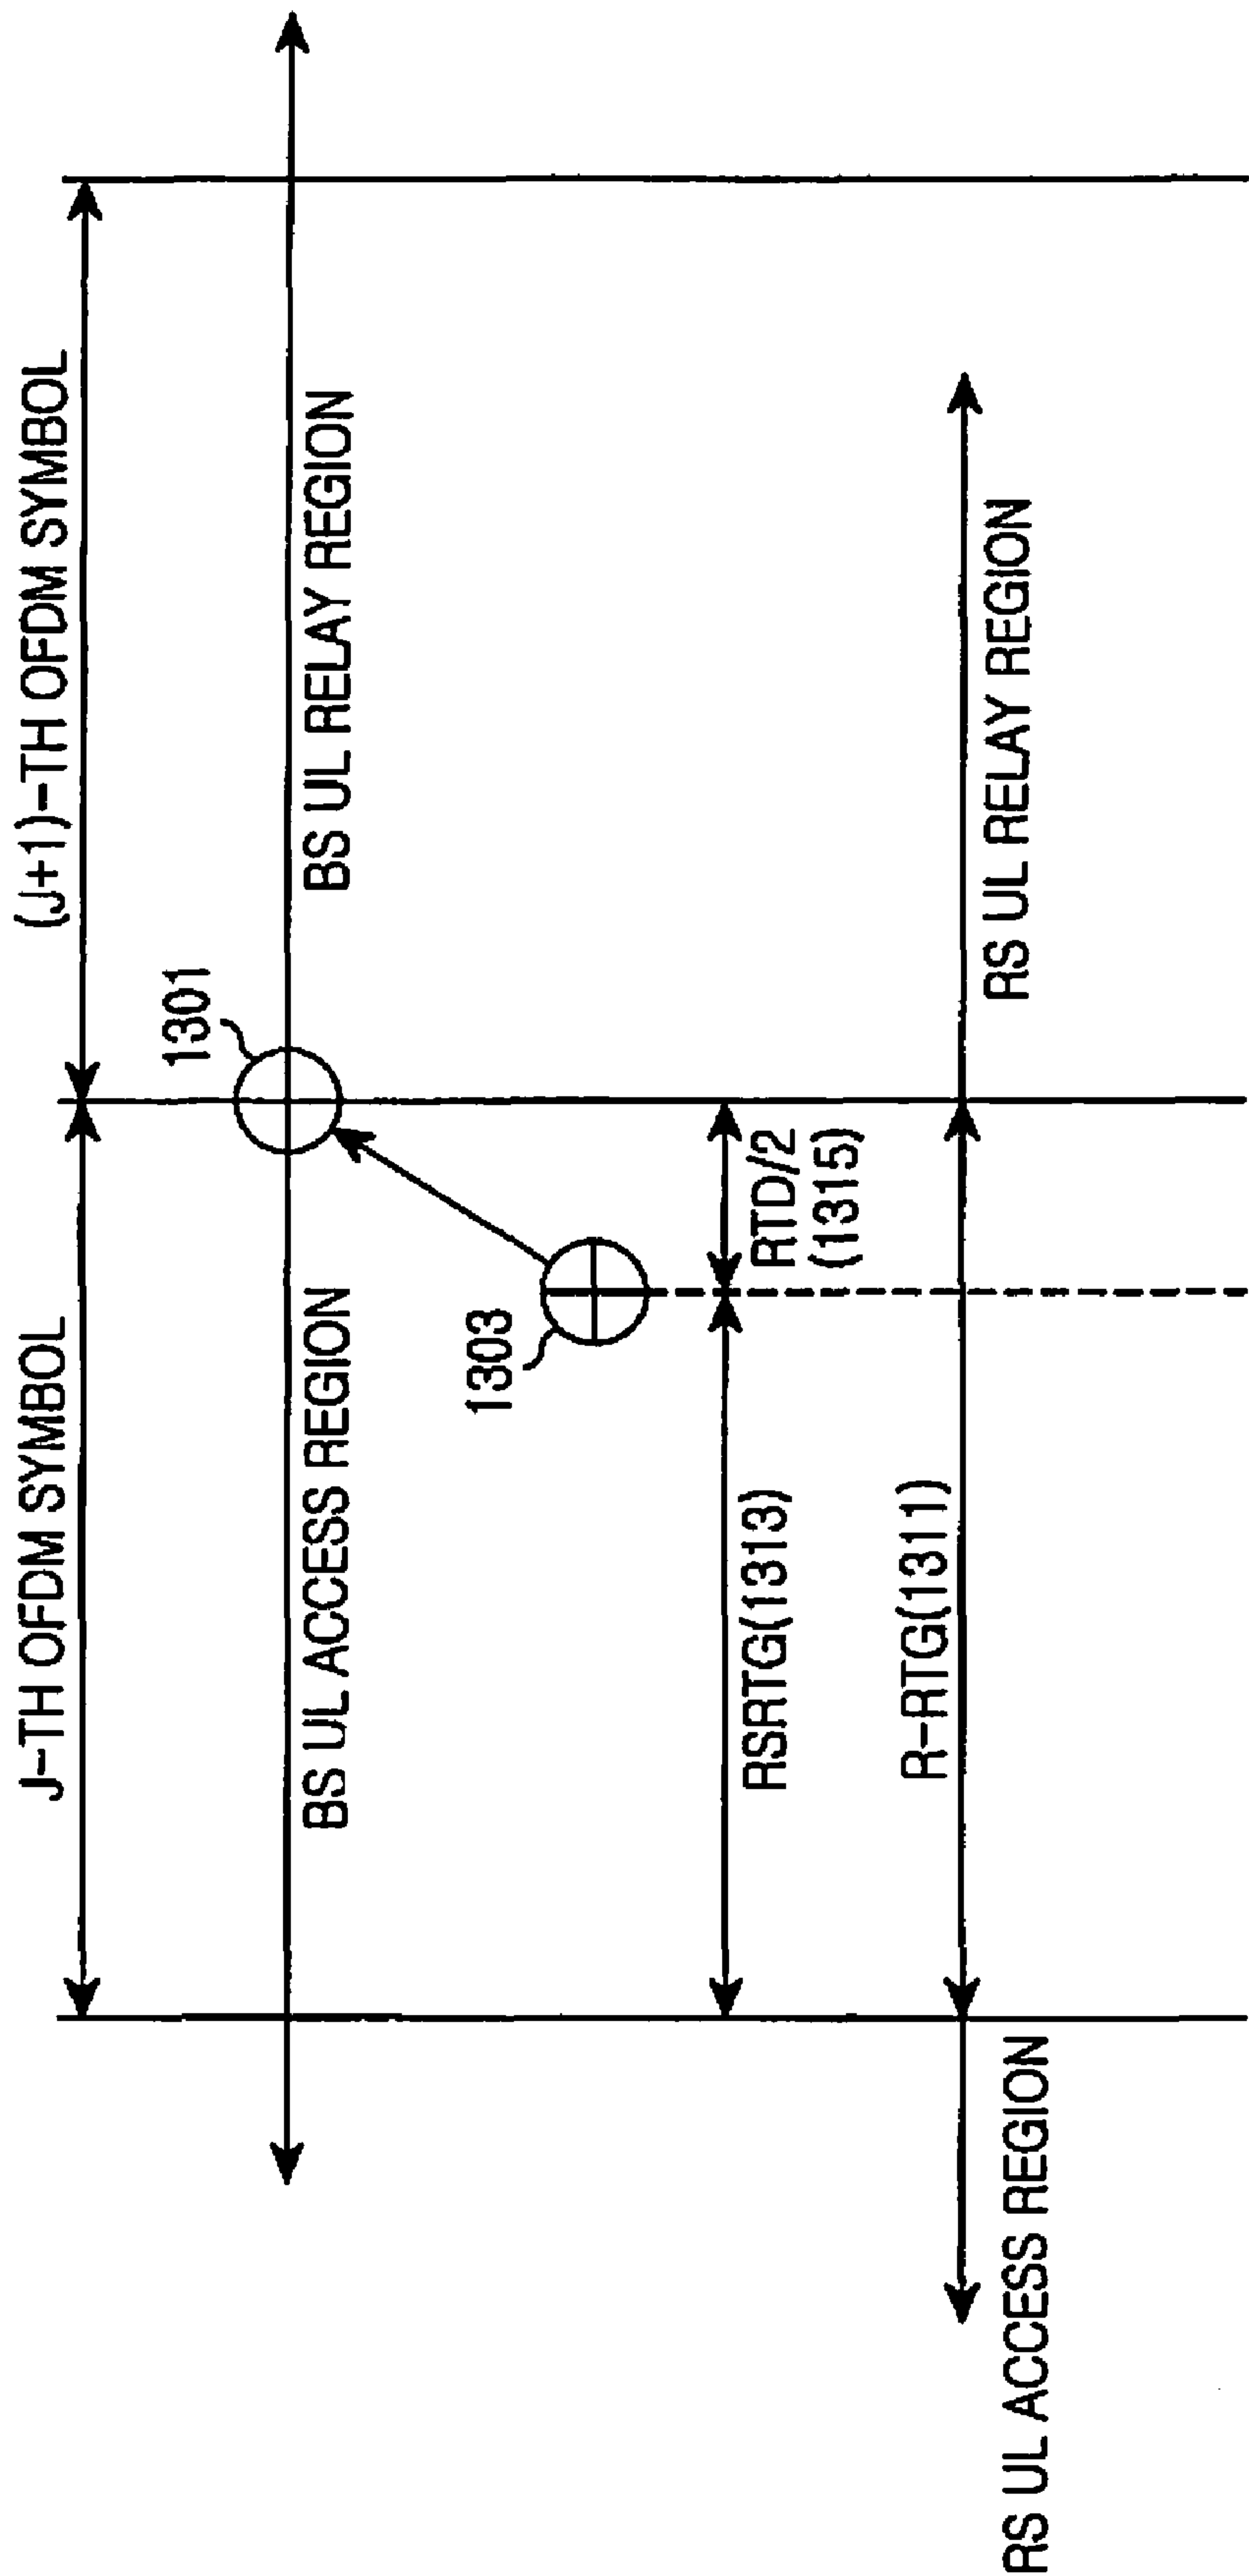 J-TH OFDM SYMBOL
(J+1)-TH OFDM SYMBOL
1301
BS UL ACCESS REGION
BS UL RELAY REGION
1303
RSRTG(1313)
RTD/2
(1315)
R-RTG(1311)
RS UL ACCESS REGION
RS UL RELAY REGION